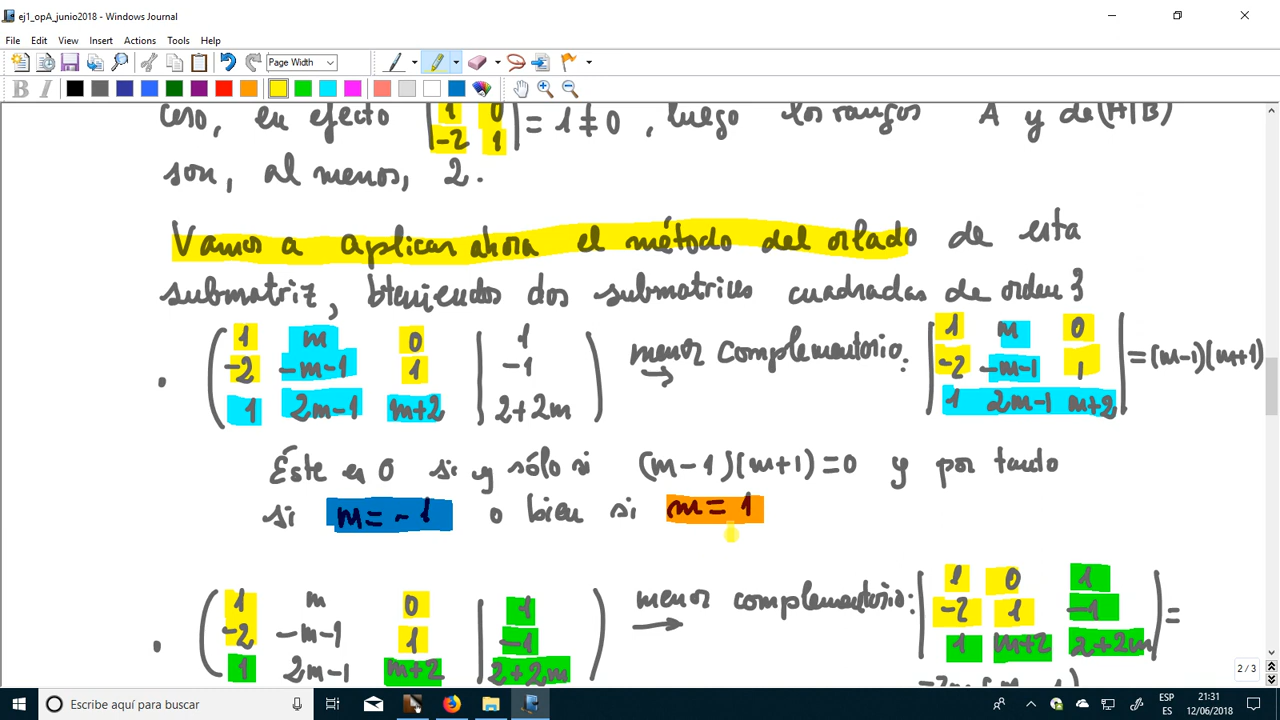 ej1_opA_junio2018 - Windows Journal
File Edit View Insert Actions Tools Help
Page Width
B I
ceso, en efecto |1 0 = 1 ≠ 0, luego los rangos A y de (A|B)
-2 1|
son, al menos, 2.
Vamos a aplicar ahora el método del orlado de esta
submatriz, bteniendos dos submatrices cuadradas de orden 3
( 1 m 0 | 1 ) menor complementorio: | 1 m 0 |
-2 -m-1 1 | -1 → -2 -m-1 1 = (m-1)(m+1)
1 2m-1 m+2 | 2+2m 1 2m-1 m+2
Éste es 0 si y sólo si (m-1)(m+1)=0 y por tanto
si m=-1 o bien si m=1
( 1 m 0 | 1 ) menor complementorio: | 1 0 1 |
-2 -m-1 1 | -1 → -2 1 -1 =
1 2m-1 m+2 | 2+2m 1 m+2 2+2m
2/3
Escribe aquí para buscar
ESP
ES
21:31
12/06/2018